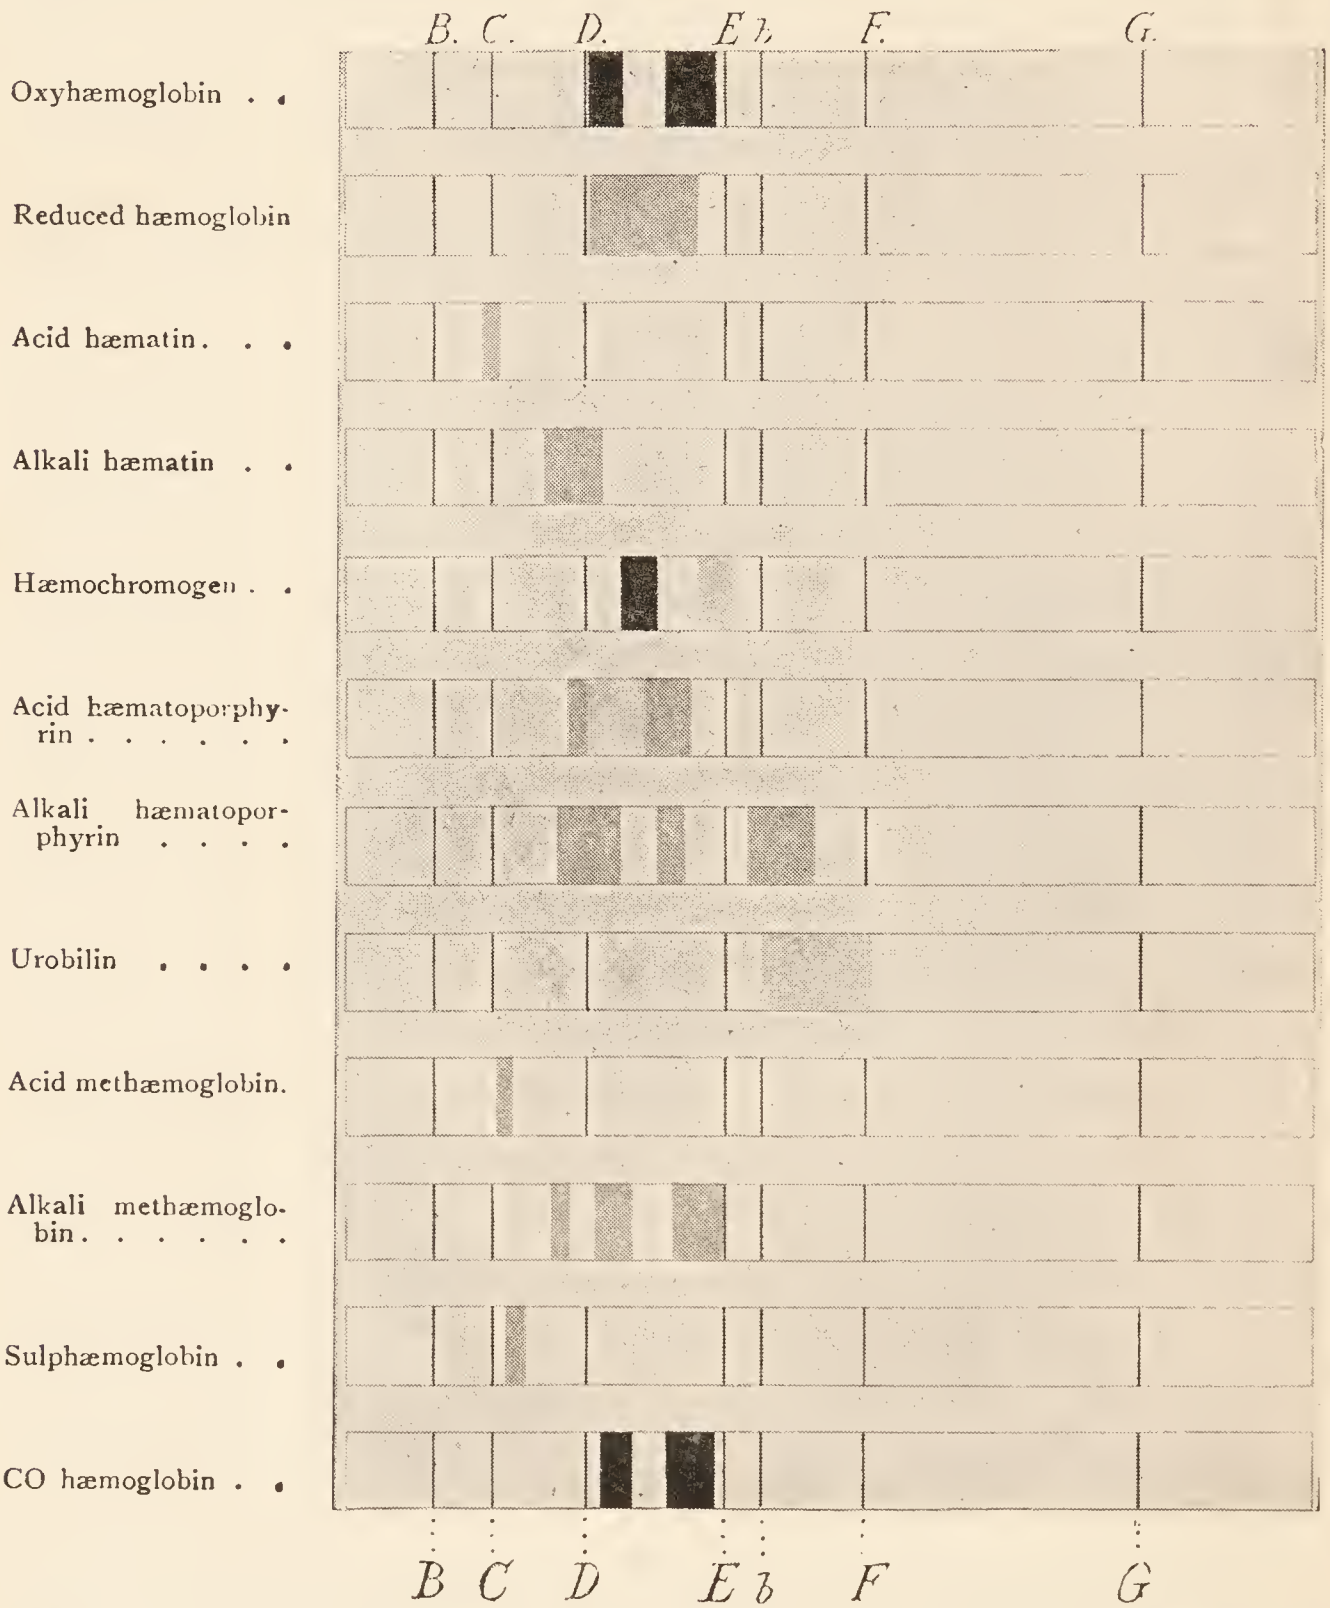 B. C. D. E b F. G.
Oxyhæmoglobin . .
Reduced hæmoglobin
Acid hæmatin . . .
Alkali hæmatin . .
Hæmochromogen . .
Acid hæmatoporphy-
rin . . . . . .
Alkali hæmatopor-
phyrin . . . .
Urobilin . . . .
Acid methæmoglobin.
Alkali methæmoglo-
bin . . . . . .
Sulphæmoglobin . .
CO hæmoglobin . .
B C D E b F G